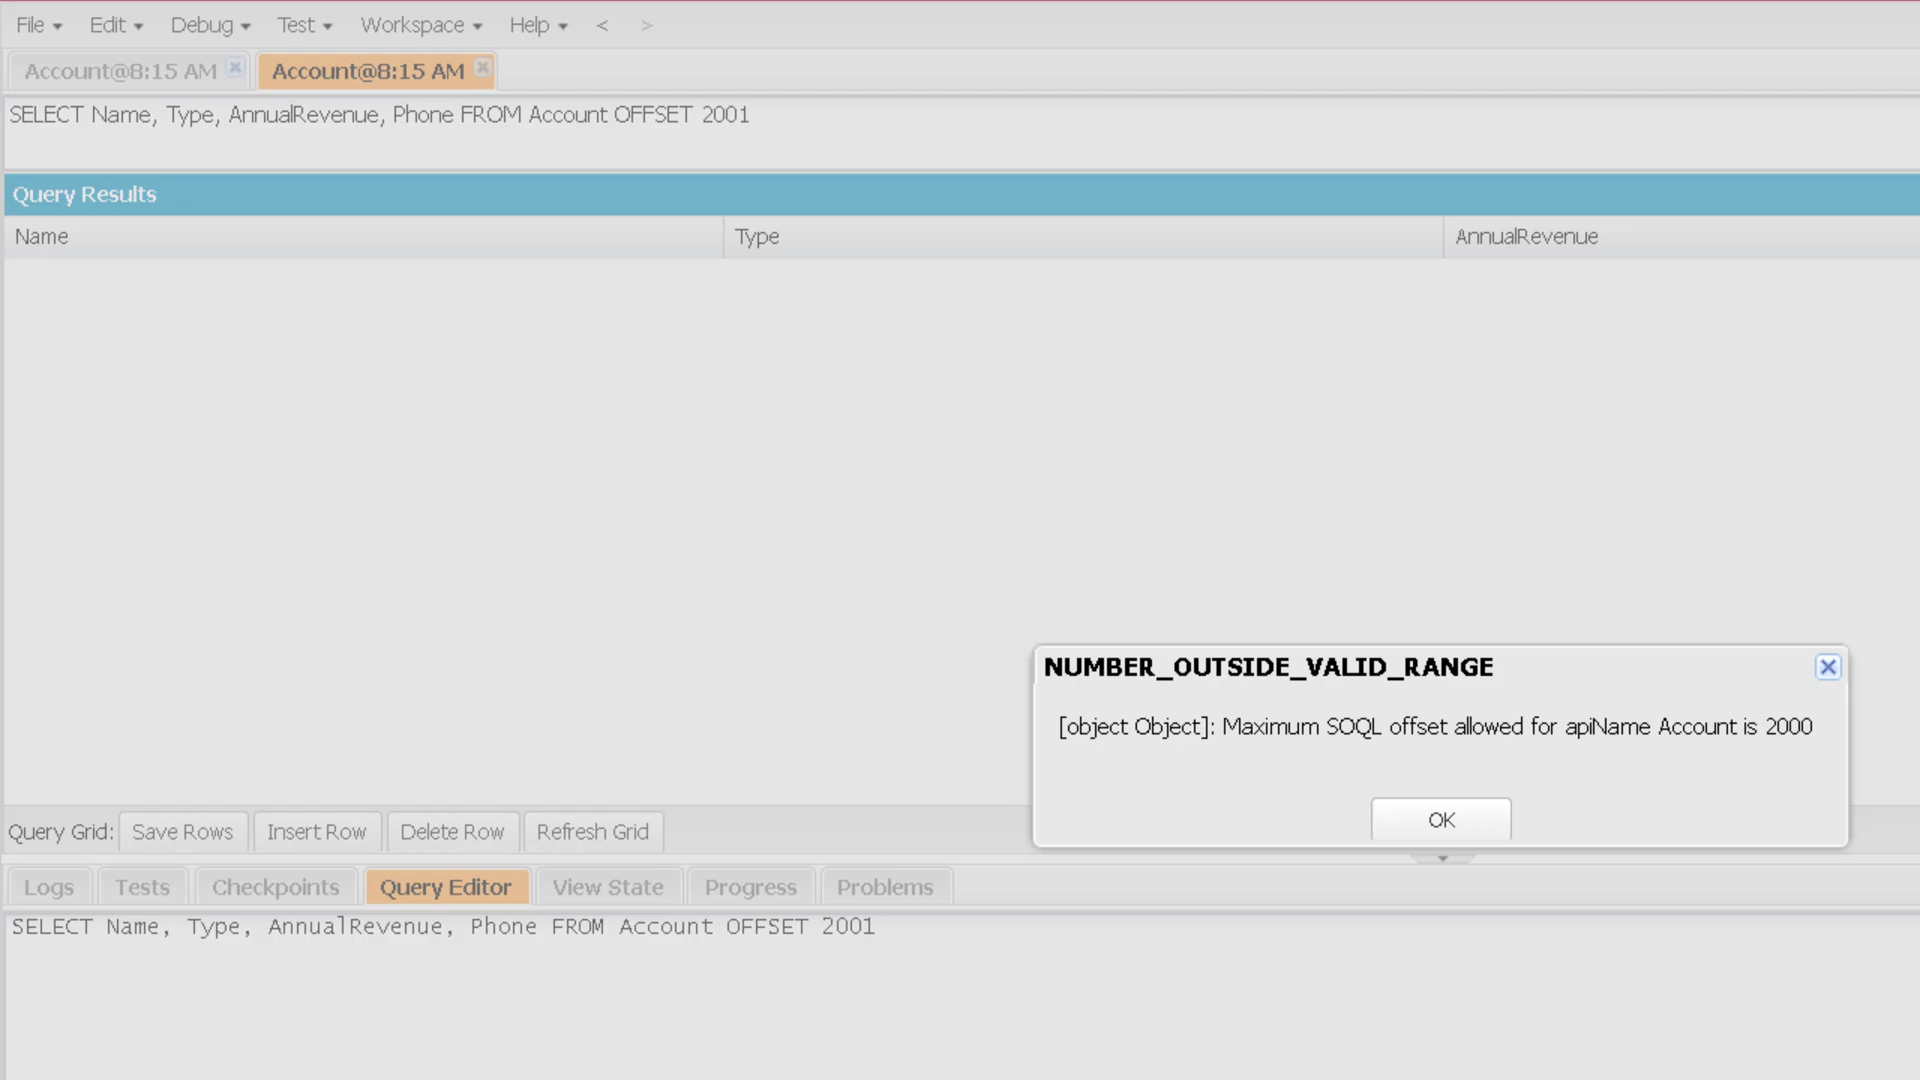 File Edit Debug Test Workspace Help < >
Account@8:15 AM Account@8:15 AM
SELECT Name, Type, AnnualRevenue, Phone FROM Account OFFSET 2001
Query Results
Name Type AnnualRevenue
NUMBER_OUTSIDE_VALID_RANGE
[object Object]: Maximum SOQL offset allowed for apiName Account is 2000
OK
Query Grid: Save Rows Insert Row Delete Row Refresh Grid
Logs Tests Checkpoints Query Editor View State Progress Problems
SELECT Name, Type, AnnualRevenue, Phone FROM Account OFFSET 2001